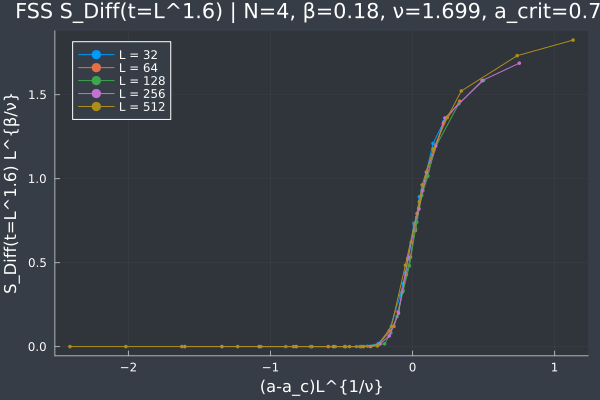 FSS S_Diff(t=L^1.6) | N=4, β=0.18, ν=1.699, a_crit=0.7
S_Diff(t=L^1.6) L^{β/ν}
L = 32
L = 64
L = 128
L = 256
L = 512
1.5
1.0
0.5
0.0
−2
−1
0
1
(a-a_c)L^{1/ν}